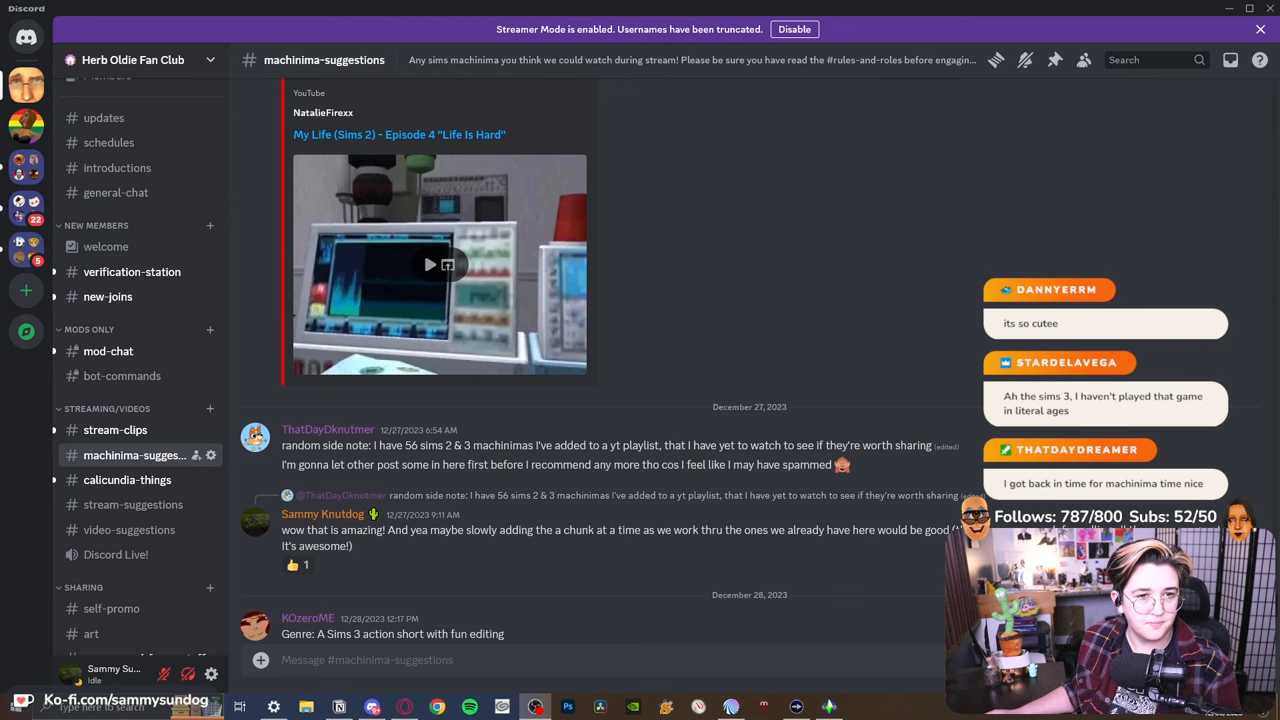 Discord
Streamer Mode is enabled. Usernames have been truncated.
Disable
Herb Oldie Fan Club
# machinima-suggestions
Any sims machinima you think we could watch during stream! Please be sure you have read the #rules-and-roles before engagin...
Search
updates
schedules
introductions
general-chat
NEW MEMBERS
welcome
verification-station
new-joins
MODS ONLY
mod-chat
bot-commands
STREAMING/VIDEOS
stream-clips
machinima-sugges...
calicundia-things
stream-suggestions
video-suggestions
Discord Live!
SHARING
self-promo
art
22
5
YouTube
NatalieFirexx
My Life (Sims 2) - Episode 4 "Life Is Hard"
December 27, 2023
ThatDayDknutmer 12/27/2023 6:54 AM
random side note: I have 56 sims 2 & 3 machinimas I've added to a yt playlist, that I have yet to watch to see if they're worth sharing (edited)
I'm gonna let other post some in here first before I recommend any more tho cos I feel like I may have spammed
@ThatDayDknutmer random side note: I have 56 sims 2 & 3 machinimas I've added to a yt playlist, that I have yet to watch to see if they're worth sharing
Sammy Knutdog 12/27/2023 9:11 AM
wow that is amazing! And yea maybe slowly adding the a chunk at a time as we work thru the ones we already have here would be good
It's awesome!)
1
December 28, 2023
KOzeroME 12/28/2023 12:17 PM
Genre: A Sims 3 action short with fun editing
Message #machinima-suggestions
DANNYERRM
its so cutee
STARDELAVEGA
Ah the sims 3, I haven't played that game
in literal ages
THATDAYDREAMER
I got back in time for machinima time nice
Follows: 787/800 Subs: 52/50
Sammy Su...
Idle
Ko-fi.com/sammysundog